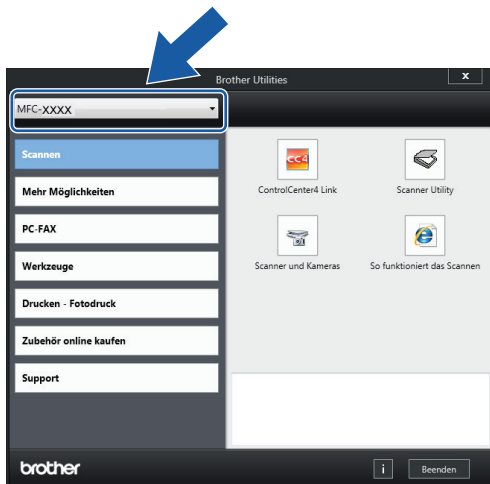 Brother Utilities
x
MFC-XXXX
Scannen
Mehr Möglichkeiten
PC-FAX
Werkzeuge
Drucken - Fotodruck
Zubehör online kaufen
Support
CC4
ControlCenter4 Link
Scanner Utility
Scanner und Kameras
So funktioniert das Scannen
brother
i
Beenden